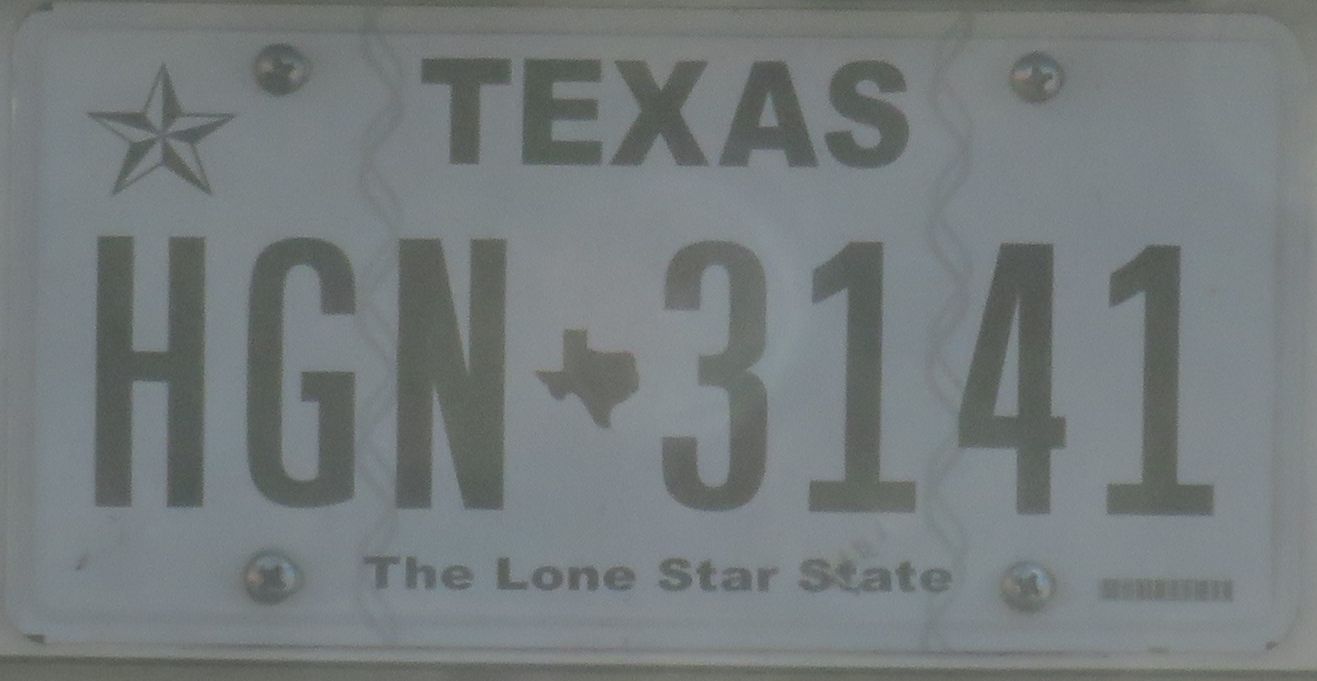 TEXAS
HGN 3141
The Lone Star State